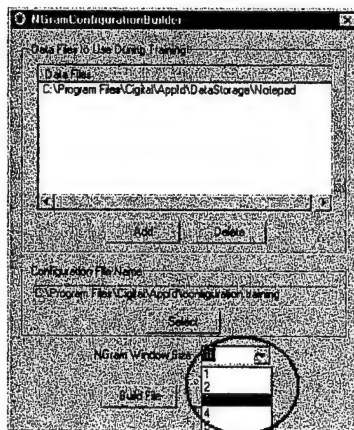 NGramConfigurationBuilder
Data Files to Use During Training
Data Files
C:\Program Files\Cigital\AppId\DataStorage\Notepad
Add Delete
Configuration File Name
C:\Program Files\Cigital\AppId\configuration.training
Select
NGram Window Size
1
2
Build File
4